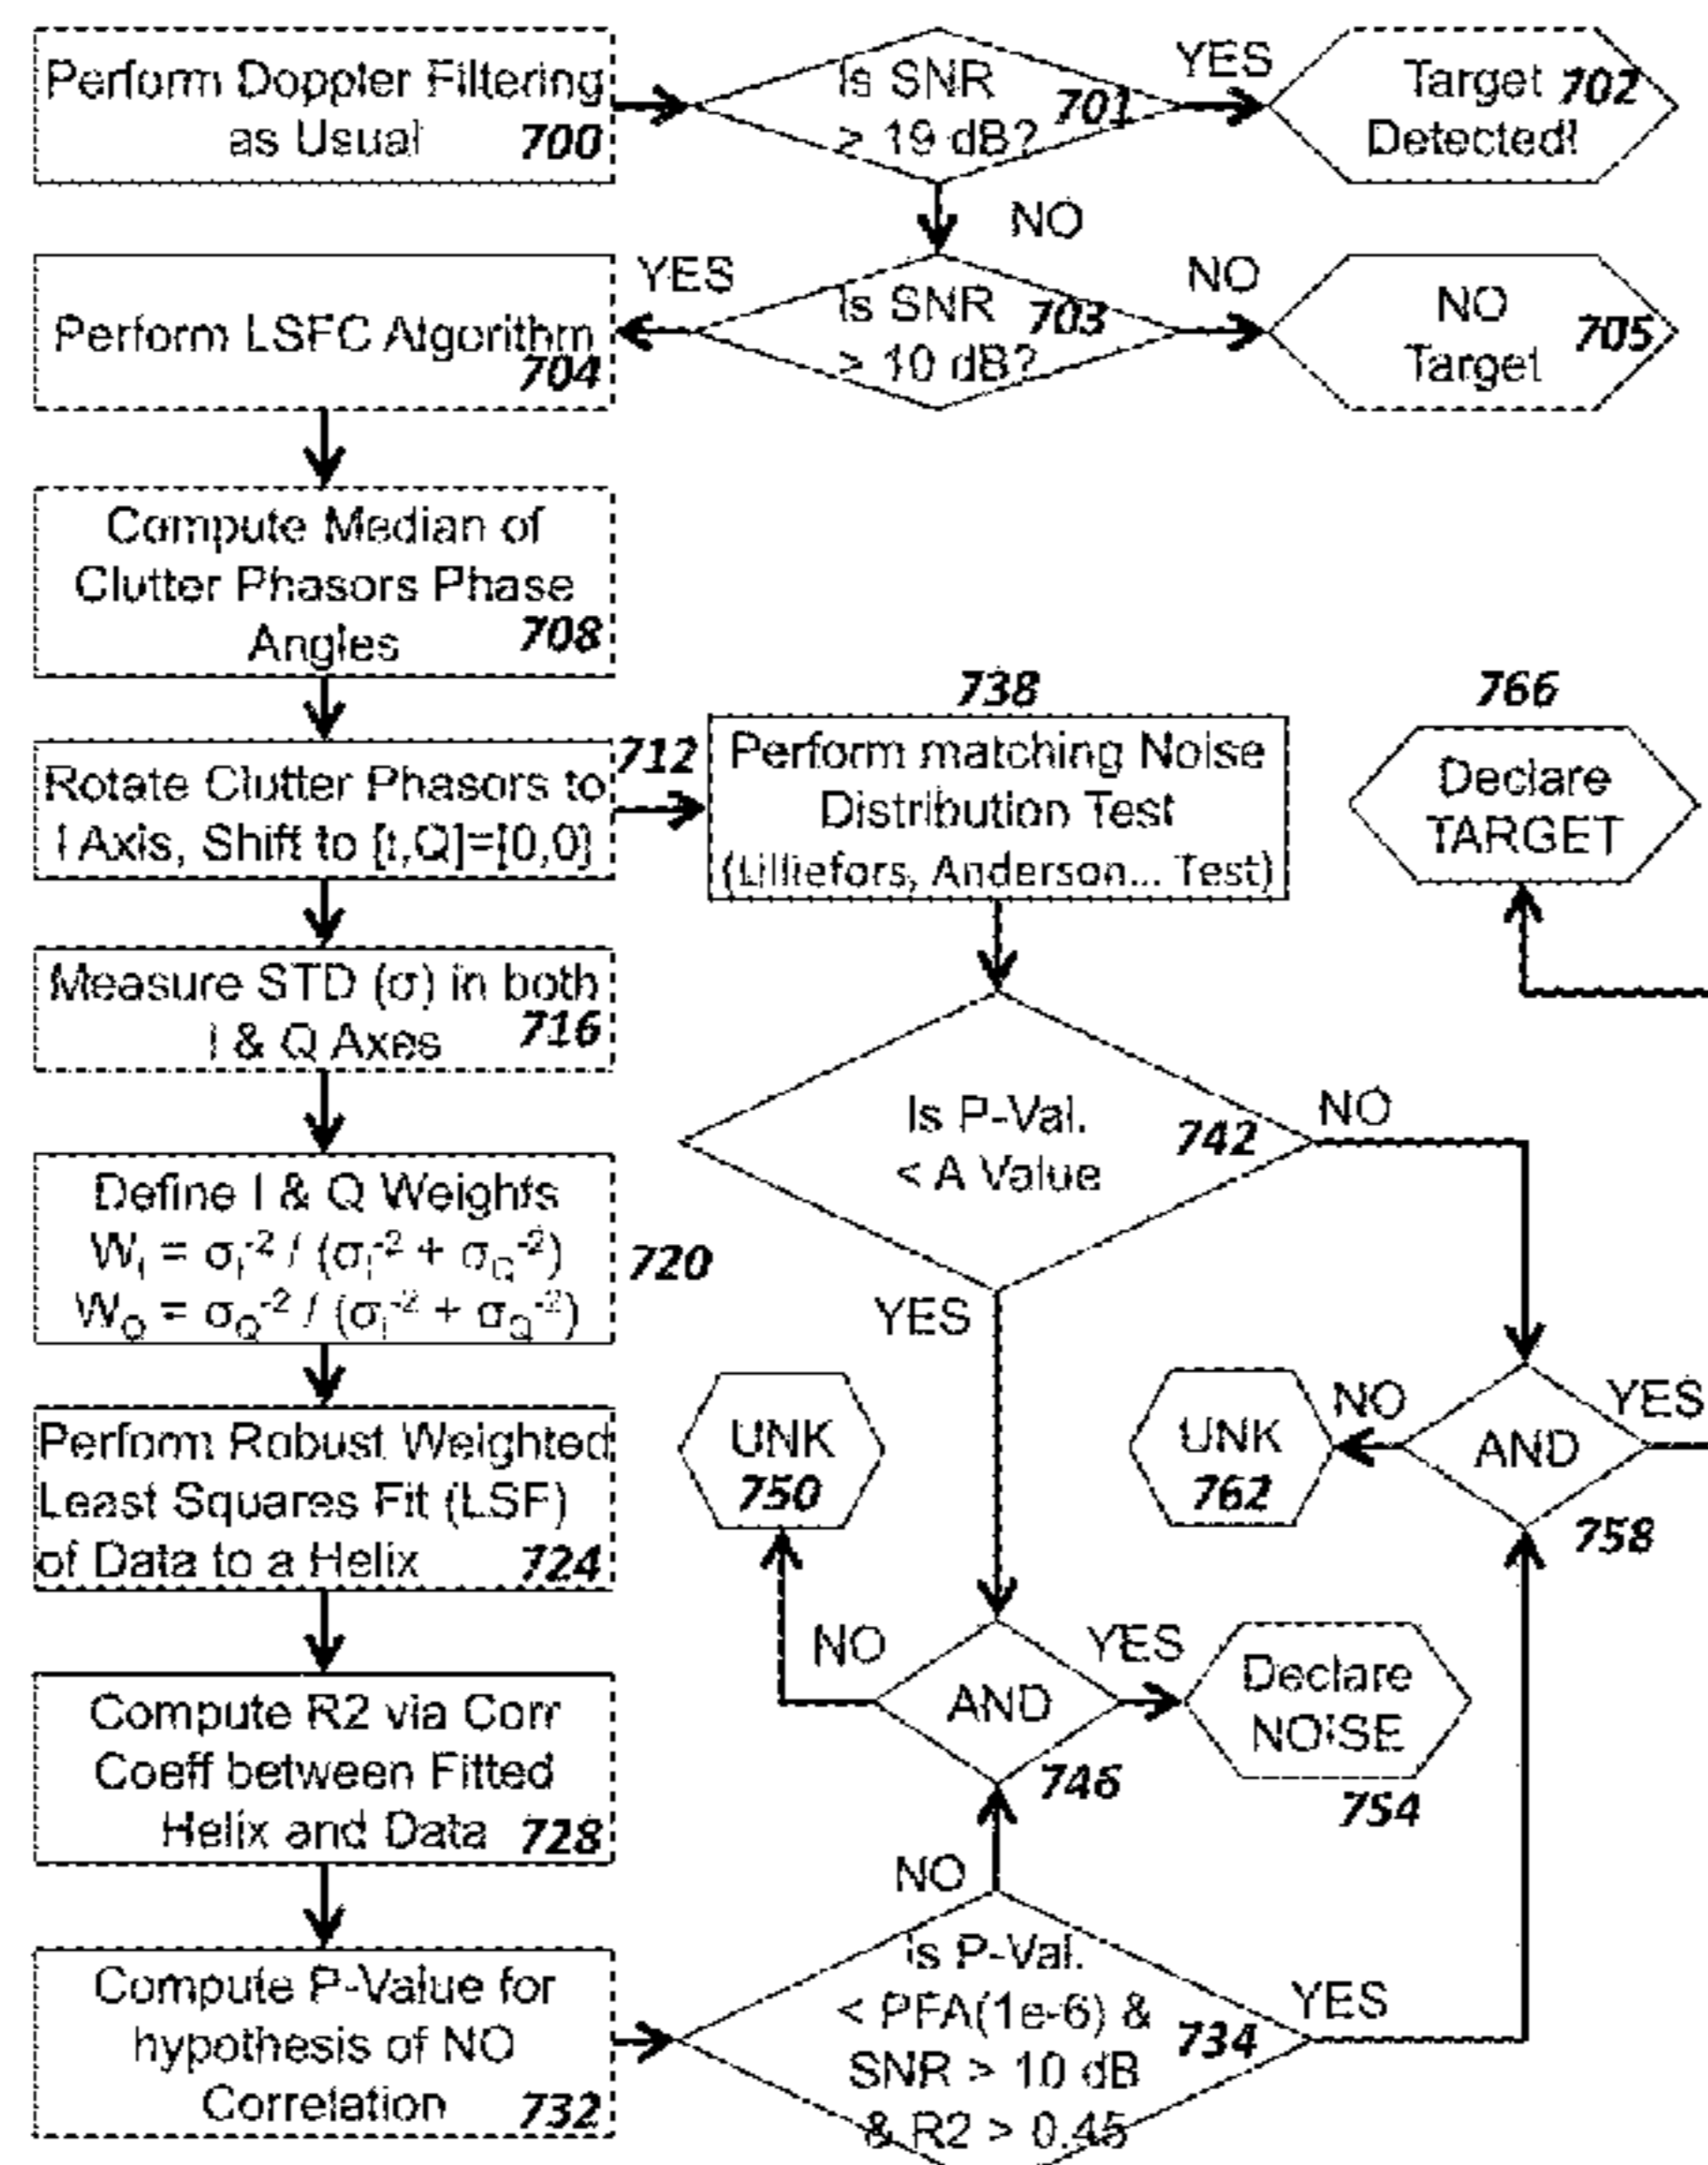 Perform Doppler Filtering
as Usual 700
Is SNR
≥ 19 dB? 701
YES
Target 702
Detected!
NO
Perform LSFC Algorithm
704
YES
Is SNR 703
> 10 dB?
NO
NO 705
Target
Compute Median of
Clutter Phasors Phase
Angles 708
Rotate Clutter Phasors to
I Axis, Shift to [I,Q]=[0,0]
712
738
Perform matching Noise
Distribution Test
(Lilliefors, Anderson... Test)
766
Declare
TARGET
Measure STD (σ) in both
I & Q Axes 716
Is P-Val. 742
< A Value
NO
YES
Define I & Q Weights
W_I = σ_I^-2 / (σ_I^-2 + σ_Q^-2)
W_Q = σ_Q^-2 / (σ_I^-2 + σ_Q^-2)
720
Perform Robust Weighted
Least Squares Fit (LSF)
of Data to a Helix 724
UNK
750
UNK
762
NO
AND
YES
758
NO
AND
YES
746
Declare
NOISE
754
Compute R2 via Corr
Coeff between Fitted
Helix and Data 728
Compute P-Value for
hypothesis of NO
Correlation 732
NO
Is P-Val.
< PFA(1e-6) &
SNR > 10 dB
& R2 > 0.45
734
YES